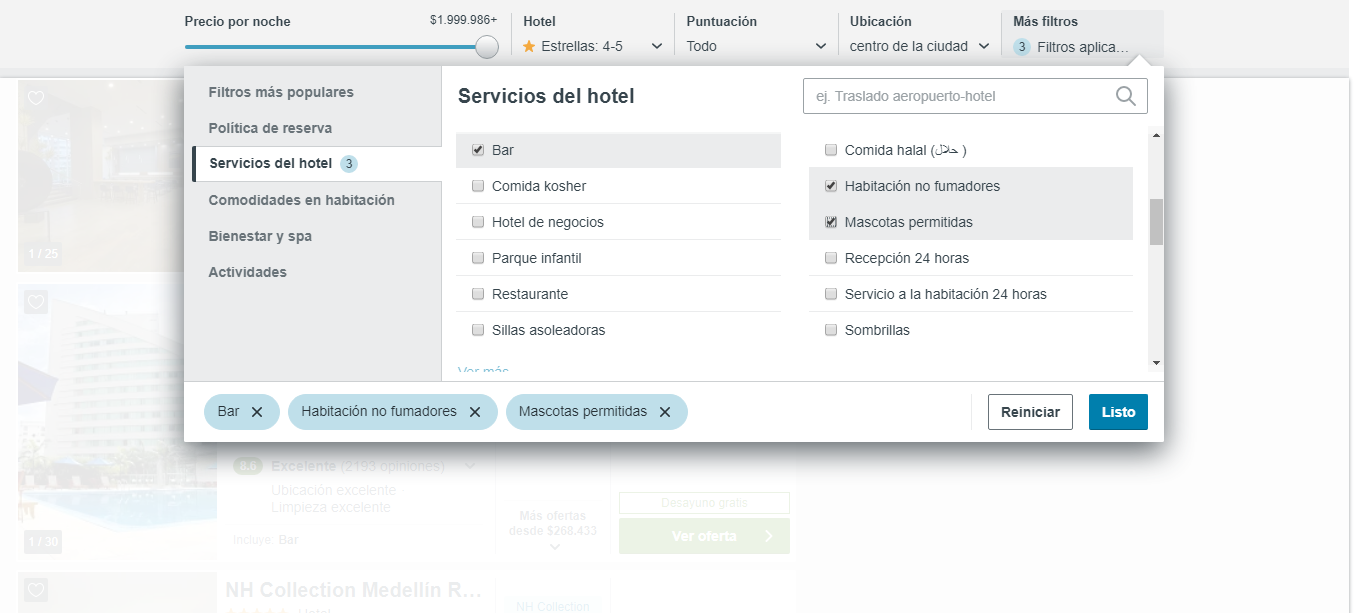 Precio por noche
$1.999.986+
Hotel
Estrellas: 4-5
Puntuación
Todo
Ubicación
centro de la ciudad
Más filtros
3 Filtros aplica...
Filtros más populares
Política de reserva
Servicios del hotel 3
Comodidades en habitación
Bienestar y spa
Actividades
Servicios del hotel
ej. Traslado aeropuerto-hotel
Bar
Comida kosher
Hotel de negocios
Parque infantil
Restaurante
Sillas asoleadoras
Ver más
Comida halal (حلال )
Habitación no fumadores
Mascotas permitidas
Recepción 24 horas
Servicio a la habitación 24 horas
Sombrillas
Bar
Habitación no fumadores
Mascotas permitidas
Reiniciar
Listo
1 / 25
8.6 Excelente (2193 opiniones)
Ubicación excelente
Limpieza excelente
Incluye: Bar
Más ofertas
desde $268.433
Desayuno gratis
Ver oferta
1 / 30
NH Collection Medellin R...
Hotel
NH Collection